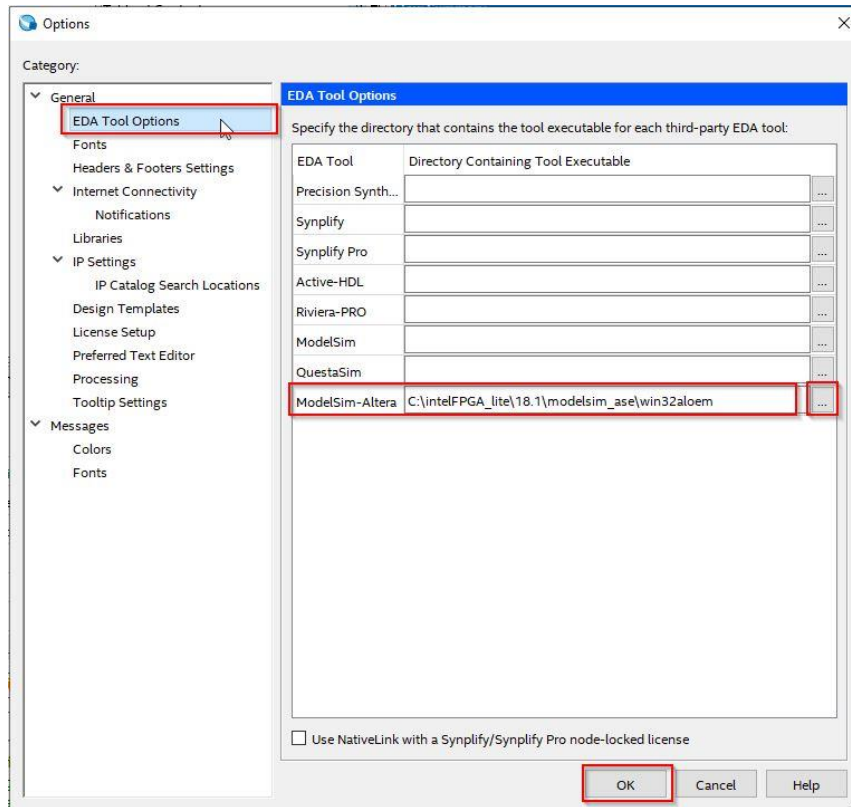 Options
Category:
General
EDA Tool Options
Fonts
Headers & Footers Settings
Internet Connectivity
Notifications
Libraries
IP Settings
IP Catalog Search Locations
Design Templates
License Setup
Preferred Text Editor
Processing
Tooltip Settings
Messages
Colors
Fonts
EDA Tool Options
Specify the directory that contains the tool executable for each third-party EDA tool:
EDA Tool Directory Containing Tool Executable
Precision Synth... ...
Synplify ...
Synplify Pro ...
Active-HDL ...
Riviera-PRO ...
ModelSim ...
QuestaSim ...
ModelSim-Altera C:\intelFPGA_lite\18.1\modelsim_ase\win32aloem ...
Use NativeLink with a Synplify/Synplify Pro node-locked license
OK Cancel Help